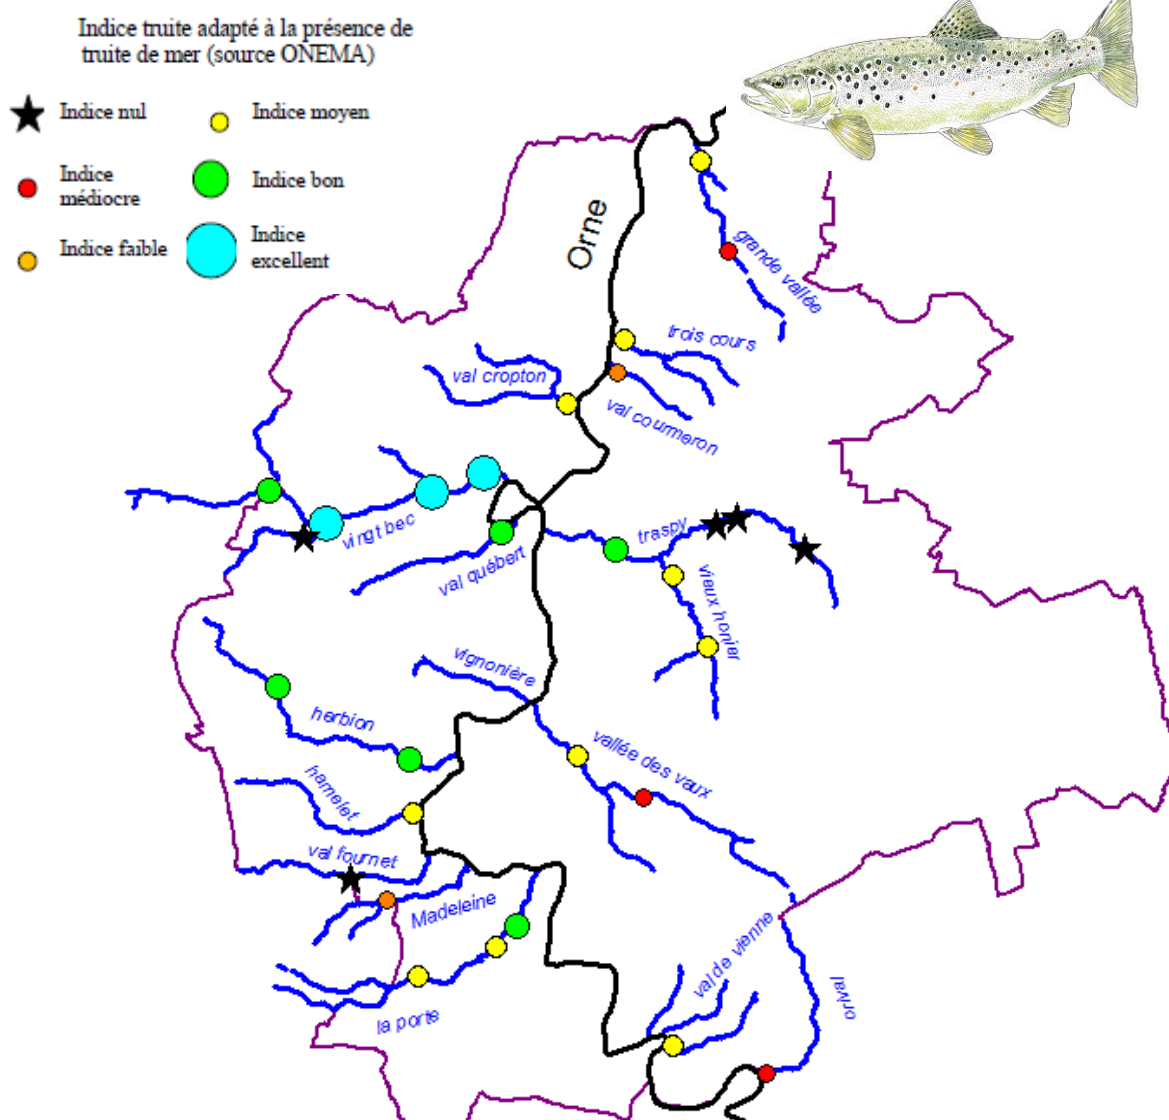 Indice truite adapté à la présence de
truite de mer (source ONEMA)
Indice nul
Indice moyen
Indice
médiocre
Indice bon
Indice faible
Indice
excellent
Orne
grande vallée
trois cours
val cropton
val courmeron
vingt bec
traspy
val québert
vieux honier
vignonière
herbion
vallée des vaux
hamelet
val fournet
Madeleine
val de vienne
orival
la porte